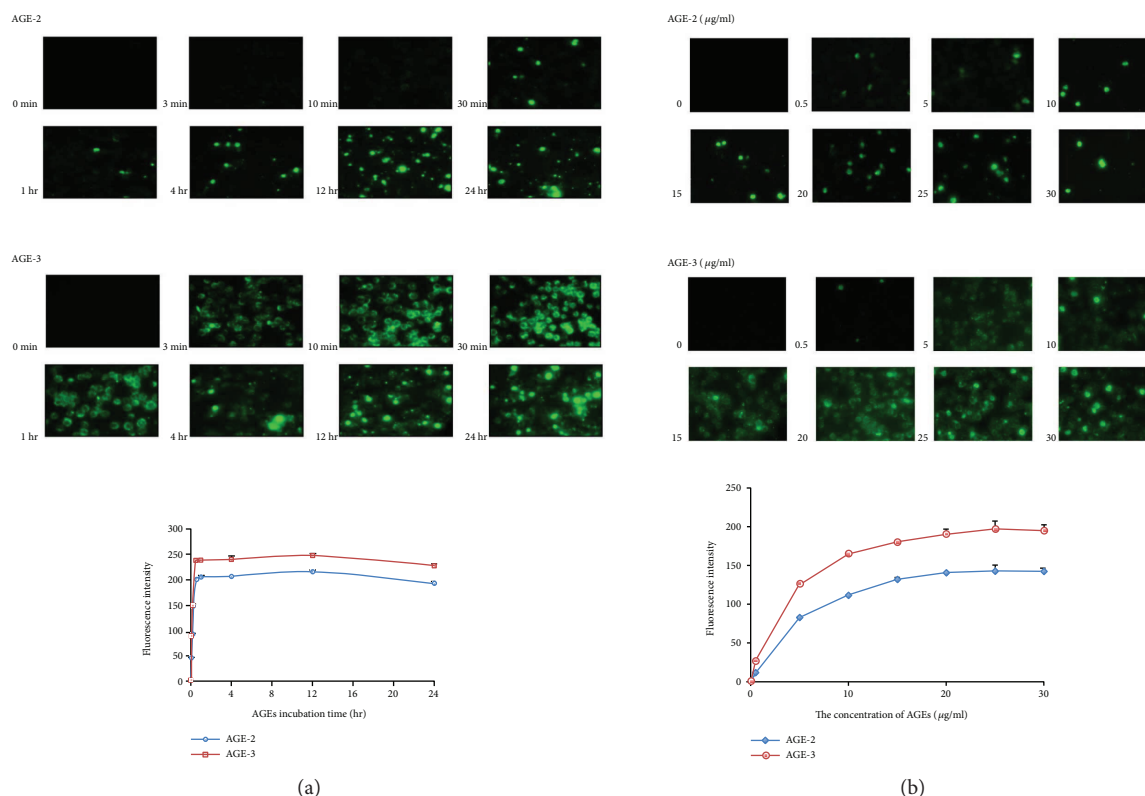 AGE-2
0 min 3 min 10 min 30 min
1 hr 4 hr 12 hr 24 hr
AGE-3
0 min 3 min 10 min 30 min
1 hr 4 hr 12 hr 24 hr
300
250
200
150
100
50
0
Fluorescence intensity
0 4 8 12 16 20 24
AGEs incubation time (hr)
AGE-2
AGE-3
(a)
AGE-2 (μg/ml)
0 0.5 5 10
15 20 25 30
AGE-3 (μg/ml)
0 0.5 5 10
15 20 25 30
250
200
150
100
50
0
Fluorescence intensity
0 10 20 30
The concentration of AGEs (μg/ml)
AGE-2
AGE-3
(b)